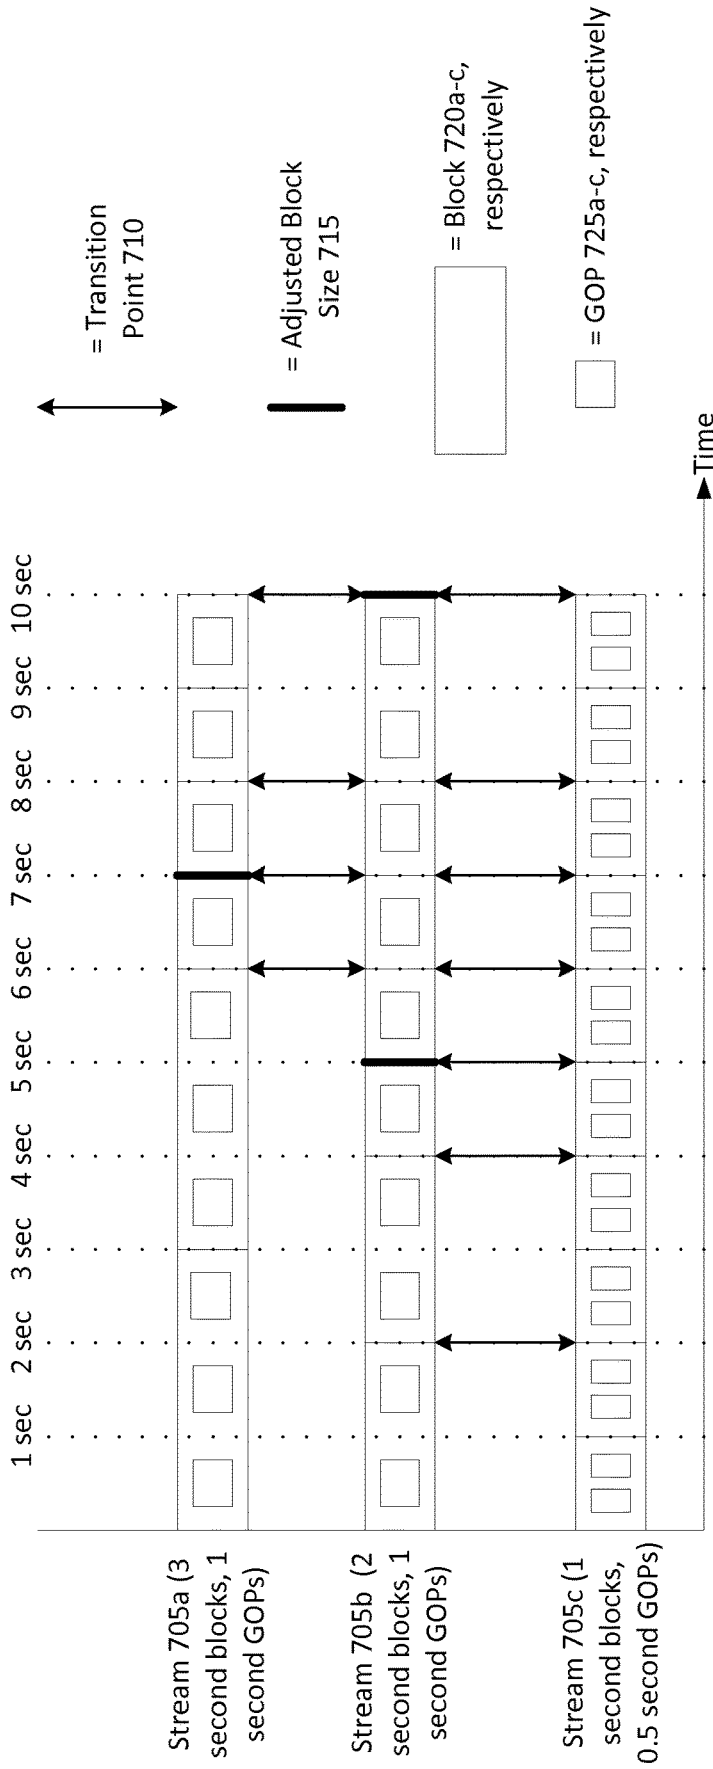 1 sec 2 sec 3 sec 4 sec 5 sec 6 sec 7 sec 8 sec 9 sec 10 sec
Stream 705a (3
second blocks, 1
second GOPs)
Stream 705b (2
second blocks, 1
second GOPs)
Stream 705c (1
second blocks,
0.5 second GOPs)
Time
= Transition
Point 710
= Adjusted Block
Size 715
= Block 720a-c,
respectively
= GOP 725a-c, respectively